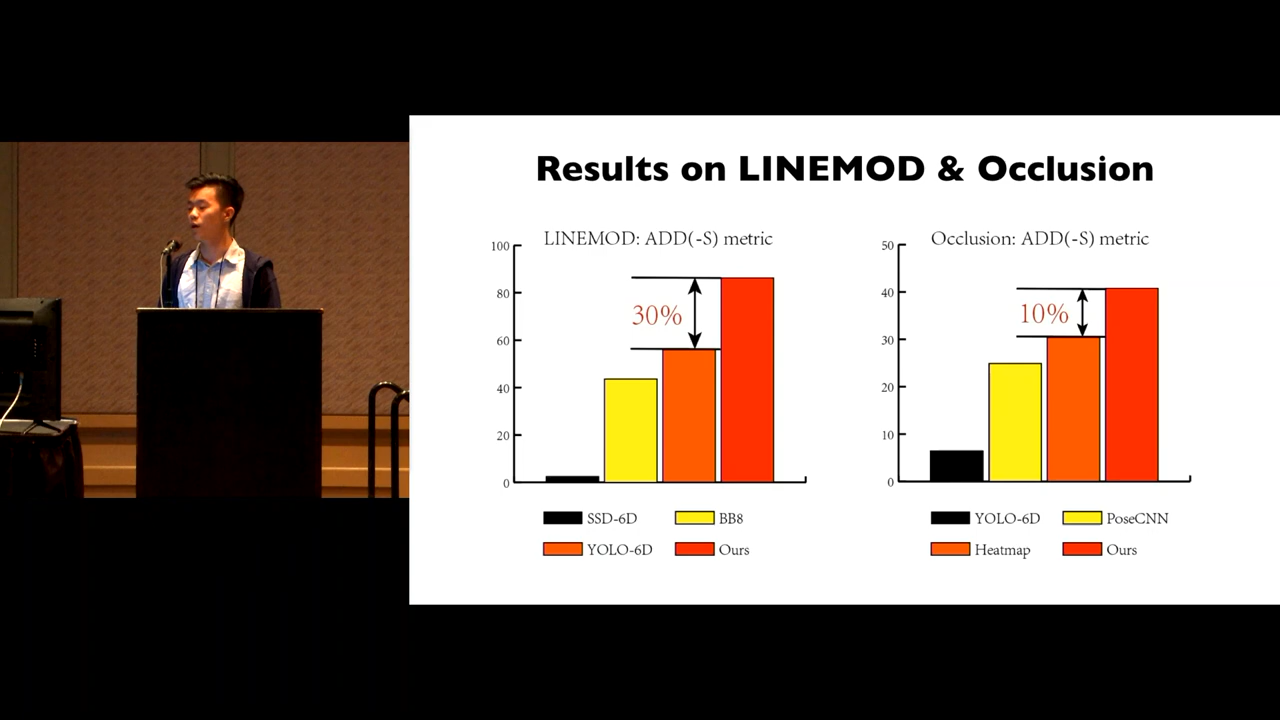 Results on LINEMOD & Occlusion
LINEMOD: ADD(-S) metric
100
80
60
40
20
0
30%
SSD-6D
BB8
YOLO-6D
Ours
Occlusion: ADD(-S) metric
50
40
30
20
10
0
10%
YOLO-6D
PoseCNN
Heatmap
Ours